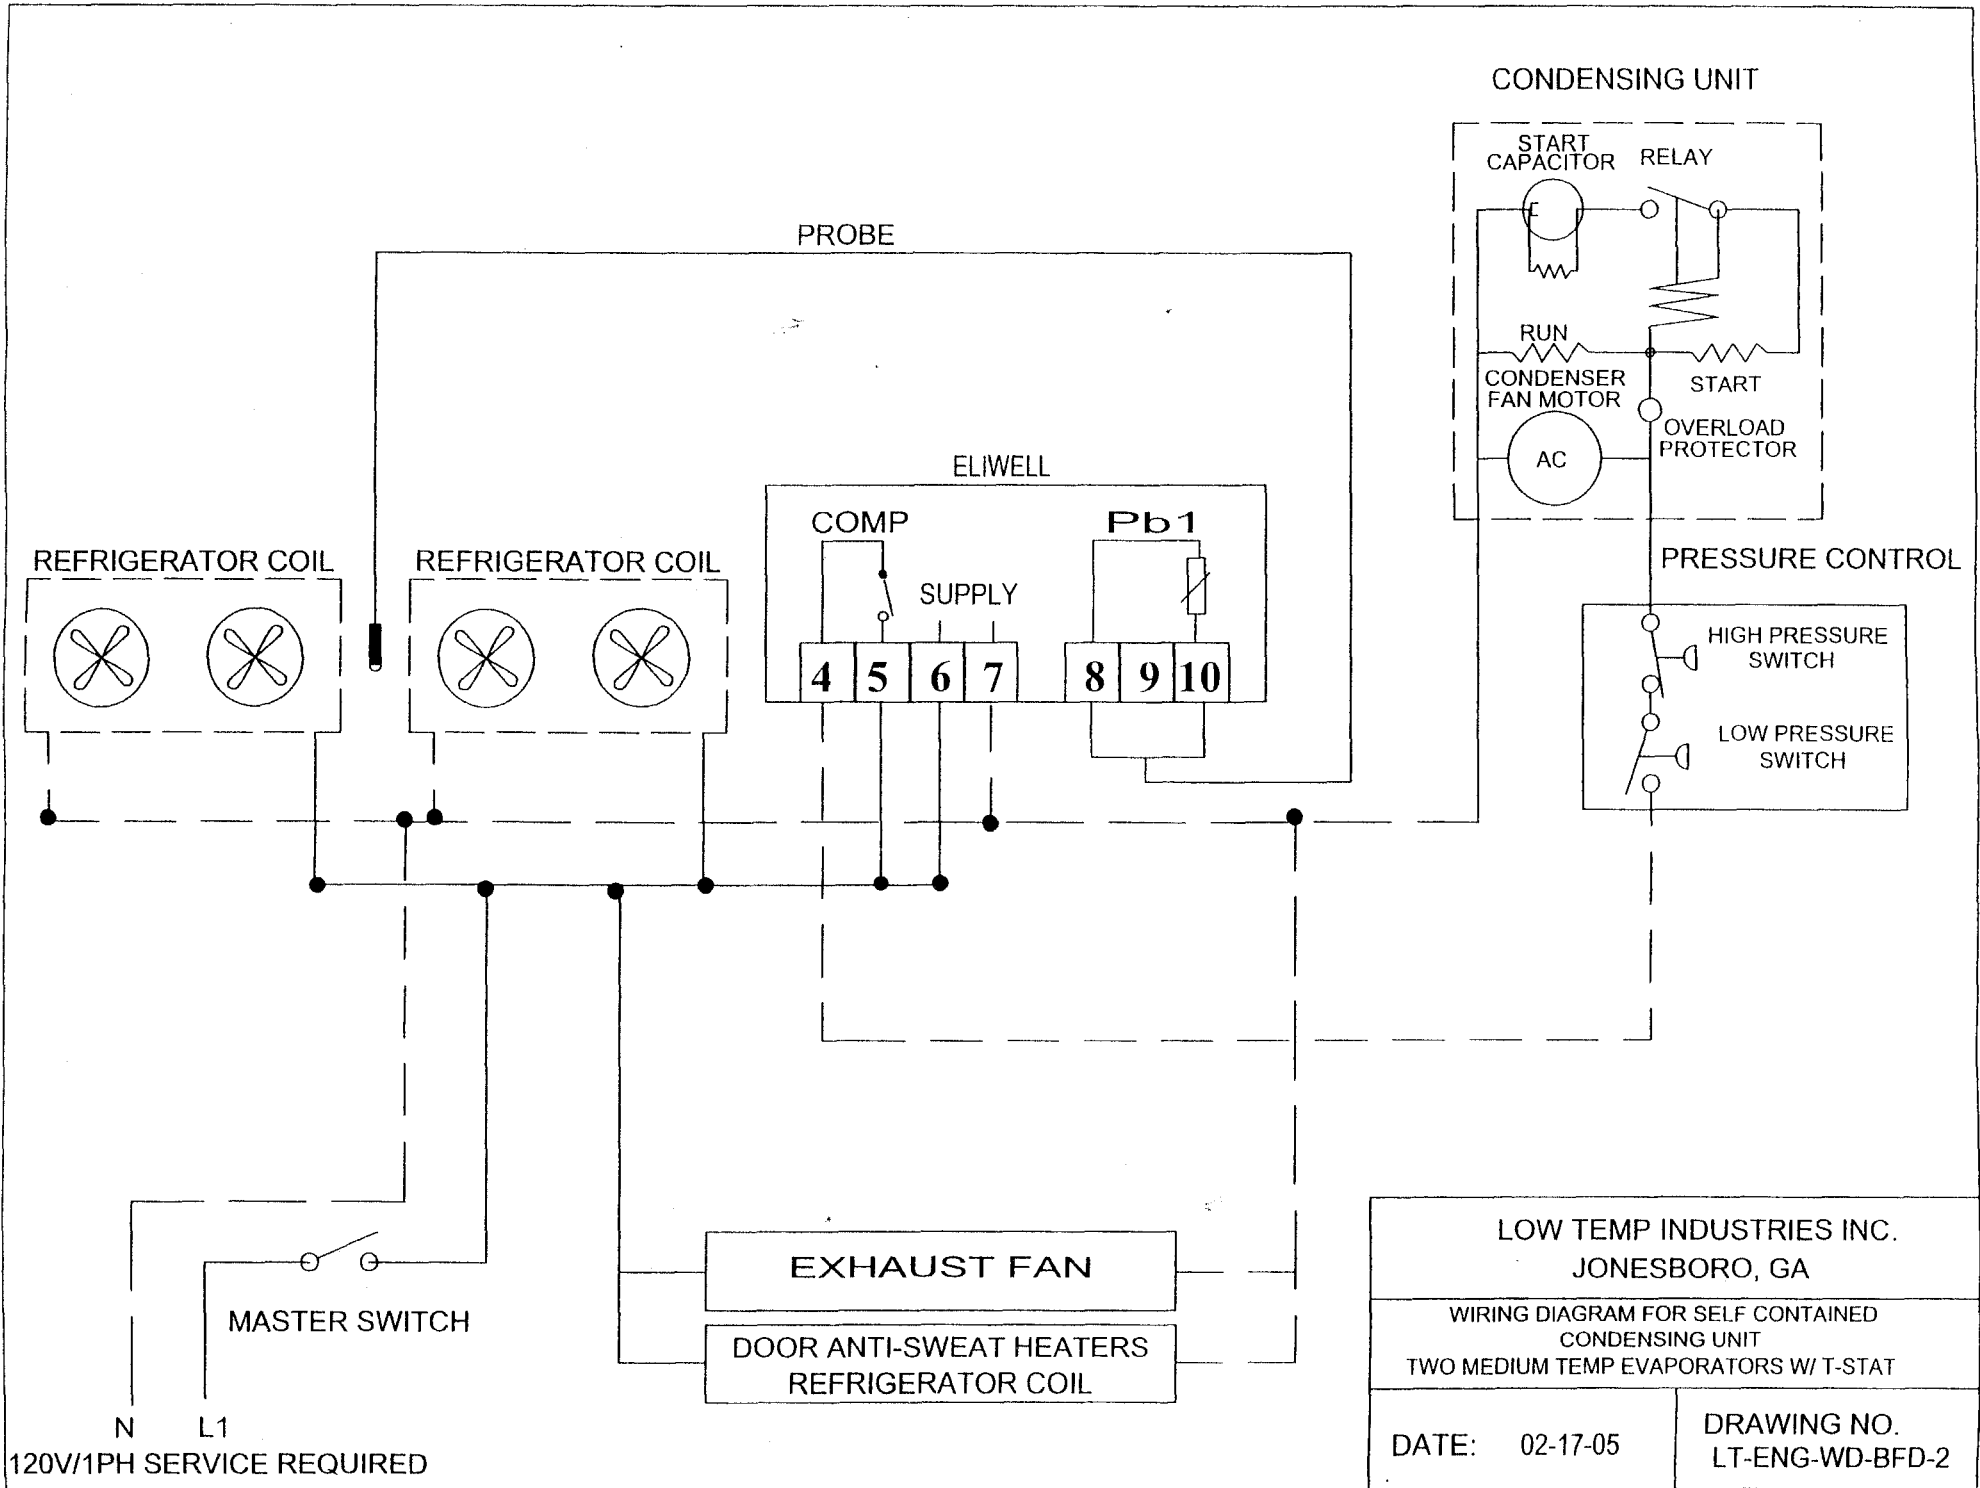 CONDENSING UNIT
START
CAPACITOR
RELAY
PROBE
RUN
CONDENSER
FAN MOTOR
START
OVERLOAD
PROTECTOR
AC
ELIWELL
COMP
Pb1
SUPPLY
4 5 6 7 8 9 10
REFRIGERATOR COIL
REFRIGERATOR COIL
PRESSURE CONTROL
HIGH PRESSURE
SWITCH
LOW PRESSURE
SWITCH
EXHAUST FAN
DOOR ANTI-SWEAT HEATERS
REFRIGERATOR COIL
MASTER SWITCH
N L1
120V/1PH SERVICE REQUIRED
LOW TEMP INDUSTRIES INC.
JONESBORO, GA
WIRING DIAGRAM FOR SELF CONTAINED
CONDENSING UNIT
TWO MEDIUM TEMP EVAPORATORS W/ T-STAT
DATE: 02-17-05
DRAWING NO.
LT-ENG-WD-BFD-2